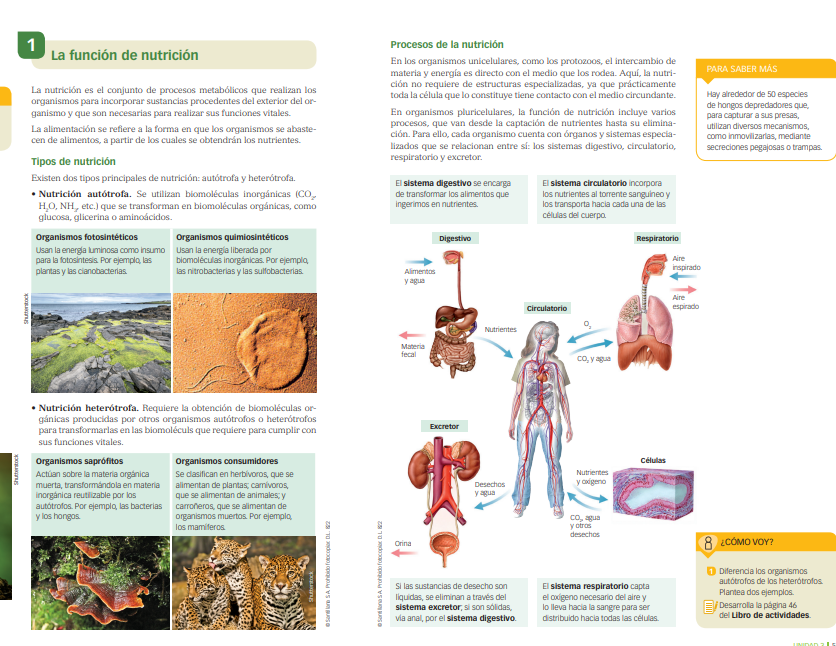 1
La función de nutrición
La nutrición es el conjunto de procesos metabólicos que realizan los
organismos para incorporar sustancias procedentes del exterior del or-
ganismo y que son necesarias para realizar sus funciones vitales.
La alimentación se refiere a la forma en que los organismos se abaste-
cen de alimentos, a partir de los cuales se obtendrán los nutrientes.
Tipos de nutrición
Existen dos tipos principales de nutrición: autótrofa y heterótrofa.
• Nutrición autótrofa. Se utilizan biomoléculas inorgánicas (CO2,
H2O, NH3, etc.) que se transforman en biomoléculas orgánicas, como
glucosa, glicerina o aminoácidos.
Organismos fotosintéticos
Usan la energía luminosa como insumo
para la fotosíntesis. Por ejemplo, las
plantas y las cianobacterias.
Organismos quimiosintéticos
Usan la energía liberada por
biomoléculas inorgánicas. Por ejemplo,
las nitrobacterias y las sulfobacterias.
Shutterstock
• Nutrición heterótrofa. Requiere la obtención de biomoléculas or-
gánicas producidas por otros organismos autótrofos o heterótrofos
para transformarlas en las biomoléculs que requiere para cumplir con
sus funciones vitales.
Organismos saprófitos
Actúan sobre la materia orgánica
muerta, transformándola en materia
inorgánica reutilizable por los
autótrofos. Por ejemplo, las bacterias
y los hongos.
Organismos consumidores
Se clasifican en herbívoros, que se
alimentan de plantas; carnívoros,
que se alimentan de animales; y
carroñeros, que se alimentan de
organismos muertos. Por ejemplo,
los mamíferos.
Shutterstock
Shutterstock
© Santillana S.A. Prohibido fotocopiar. D.L. 822
Procesos de la nutrición
En los organismos unicelulares, como los protozoos, el intercambio de
materia y energía es directo con el medio que los rodea. Aquí, la nutri-
ción no requiere de estructuras especializadas, ya que prácticamente
toda la célula que lo constituye tiene contacto con el medio circundante.
En organismos pluricelulares, la función de nutrición incluye varios
procesos, que van desde la captación de nutrientes hasta su elimina-
ción. Para ello, cada organismo cuenta con órganos y sistemas especia-
lizados que se relacionan entre sí: los sistemas digestivo, circulatorio,
respiratorio y excretor.
El sistema digestivo se encarga
de transformar los alimentos que
ingerimos en nutrientes.
El sistema circulatorio incorpora
los nutrientes al torrente sanguíneo y
los transporta hacia cada una de las
células del cuerpo.
Digestivo
Respiratorio
Alimentos
y agua
Aire
inspirado
Aire
espirado
Circulatorio
Nutrientes
O2
Materia
fecal
CO2 y agua
Excretor
Células
Desechos
y agua
Nutrientes
y oxígeno
CO2, agua
y otros
desechos
Orina
Si las sustancias de desecho son
líquidas, se eliminan a través del
sistema excretor; si son sólidas,
vía anal, por el sistema digestivo.
El sistema respiratorio capta
el oxígeno necesario del aire y
lo lleva hacia la sangre para ser
distribuido hacia todas las células.
© Santillana S.A. Prohibido fotocopiar. D.L. 822
PARA SABER MÁS
Hay alrededor de 50 especies
de hongos depredadores que,
para capturar a sus presas,
utilizan diversos mecanismos,
como inmovilizarlas, mediante
secreciones pegajosas o trampas.
¿CÓMO VOY?
1 Diferencia los organismos
autótrofos de los heterótrofos.
Plantea dos ejemplos.
Desarrolla la página 46
del Libro de actividades.